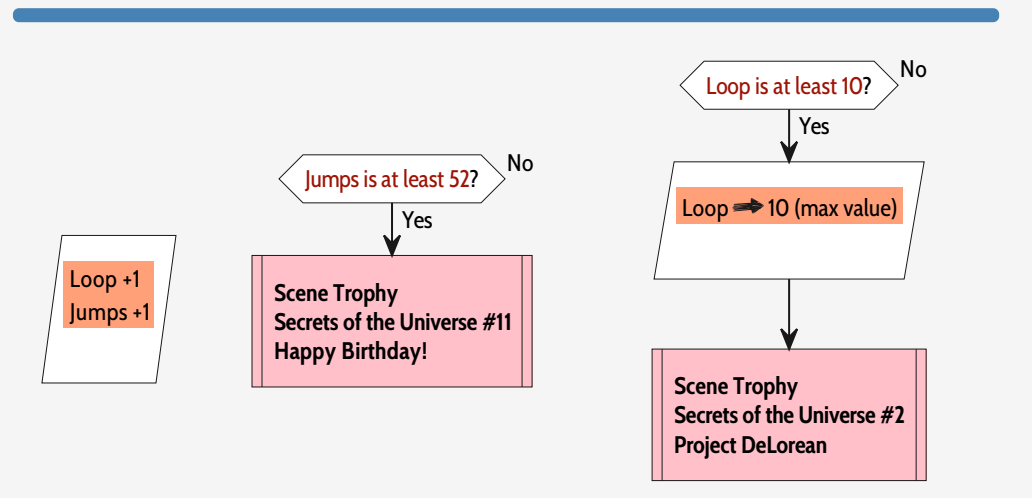 Loop +1
Jumps +1
Jumps is at least 52?
No
Yes
Scene Trophy
Secrets of the Universe #11
Happy Birthday!
Loop is at least 10?
No
Yes
Loop ➡ 10 (max value)
Scene Trophy
Secrets of the Universe #2
Project DeLorean